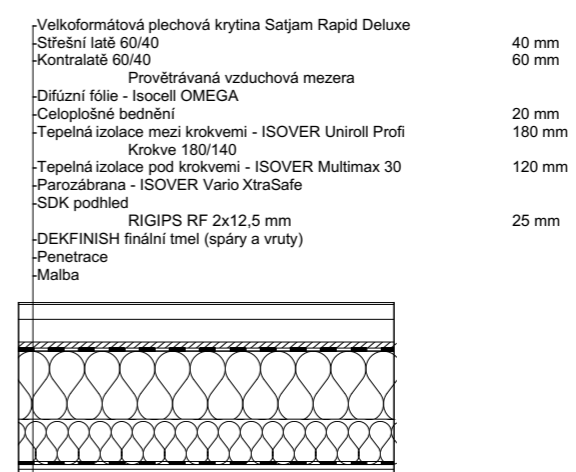 Velkoformátová plechová krytina Satjam Rapid Deluxe
Střešní latě 60/40 40 mm
Kontralatě 60/40 60 mm
Provětrávaná vzduchová mezera
Difúzní fólie - Isocell OMEGA
Celoplošné bednění 20 mm
Tepelná izolace mezi krokvemi - ISOVER Uniroll Profi 180 mm
Krokve 180/140
Tepelná izolace pod krokvemi - ISOVER Multimax 30 120 mm
Parozábrana - ISOVER Vario XtraSafe
SDK podhled
RIGIPS RF 2x12,5 mm 25 mm
DEKFINISH finální tmel (spáry a vruty)
Penetrace
Malba